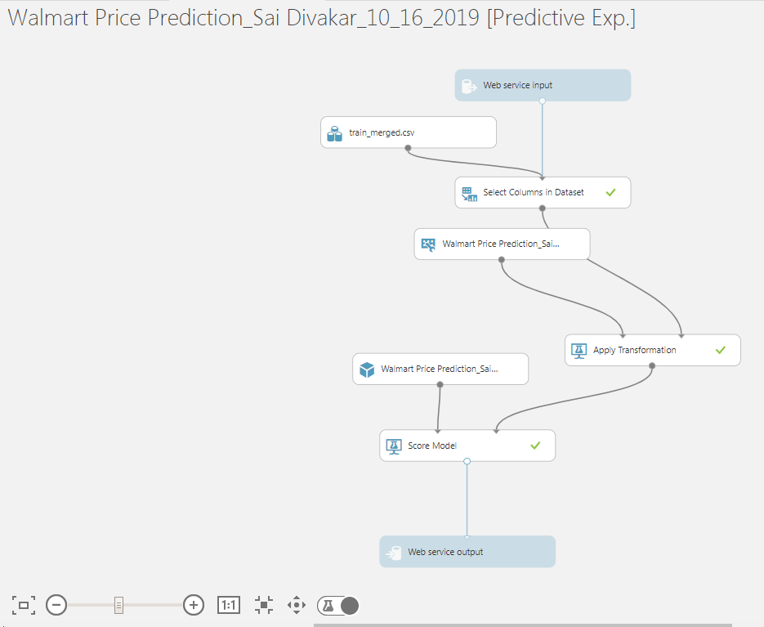 Walmart Price Prediction_Sai Divakar_10_16_2019 [Predictive Exp.]
Web service input
train_merged.csv
Select Columns in Dataset
Walmart Price Prediction_Sai...
Apply Transformation
Walmart Price Prediction_Sai...
Score Model
Web service output
1:1